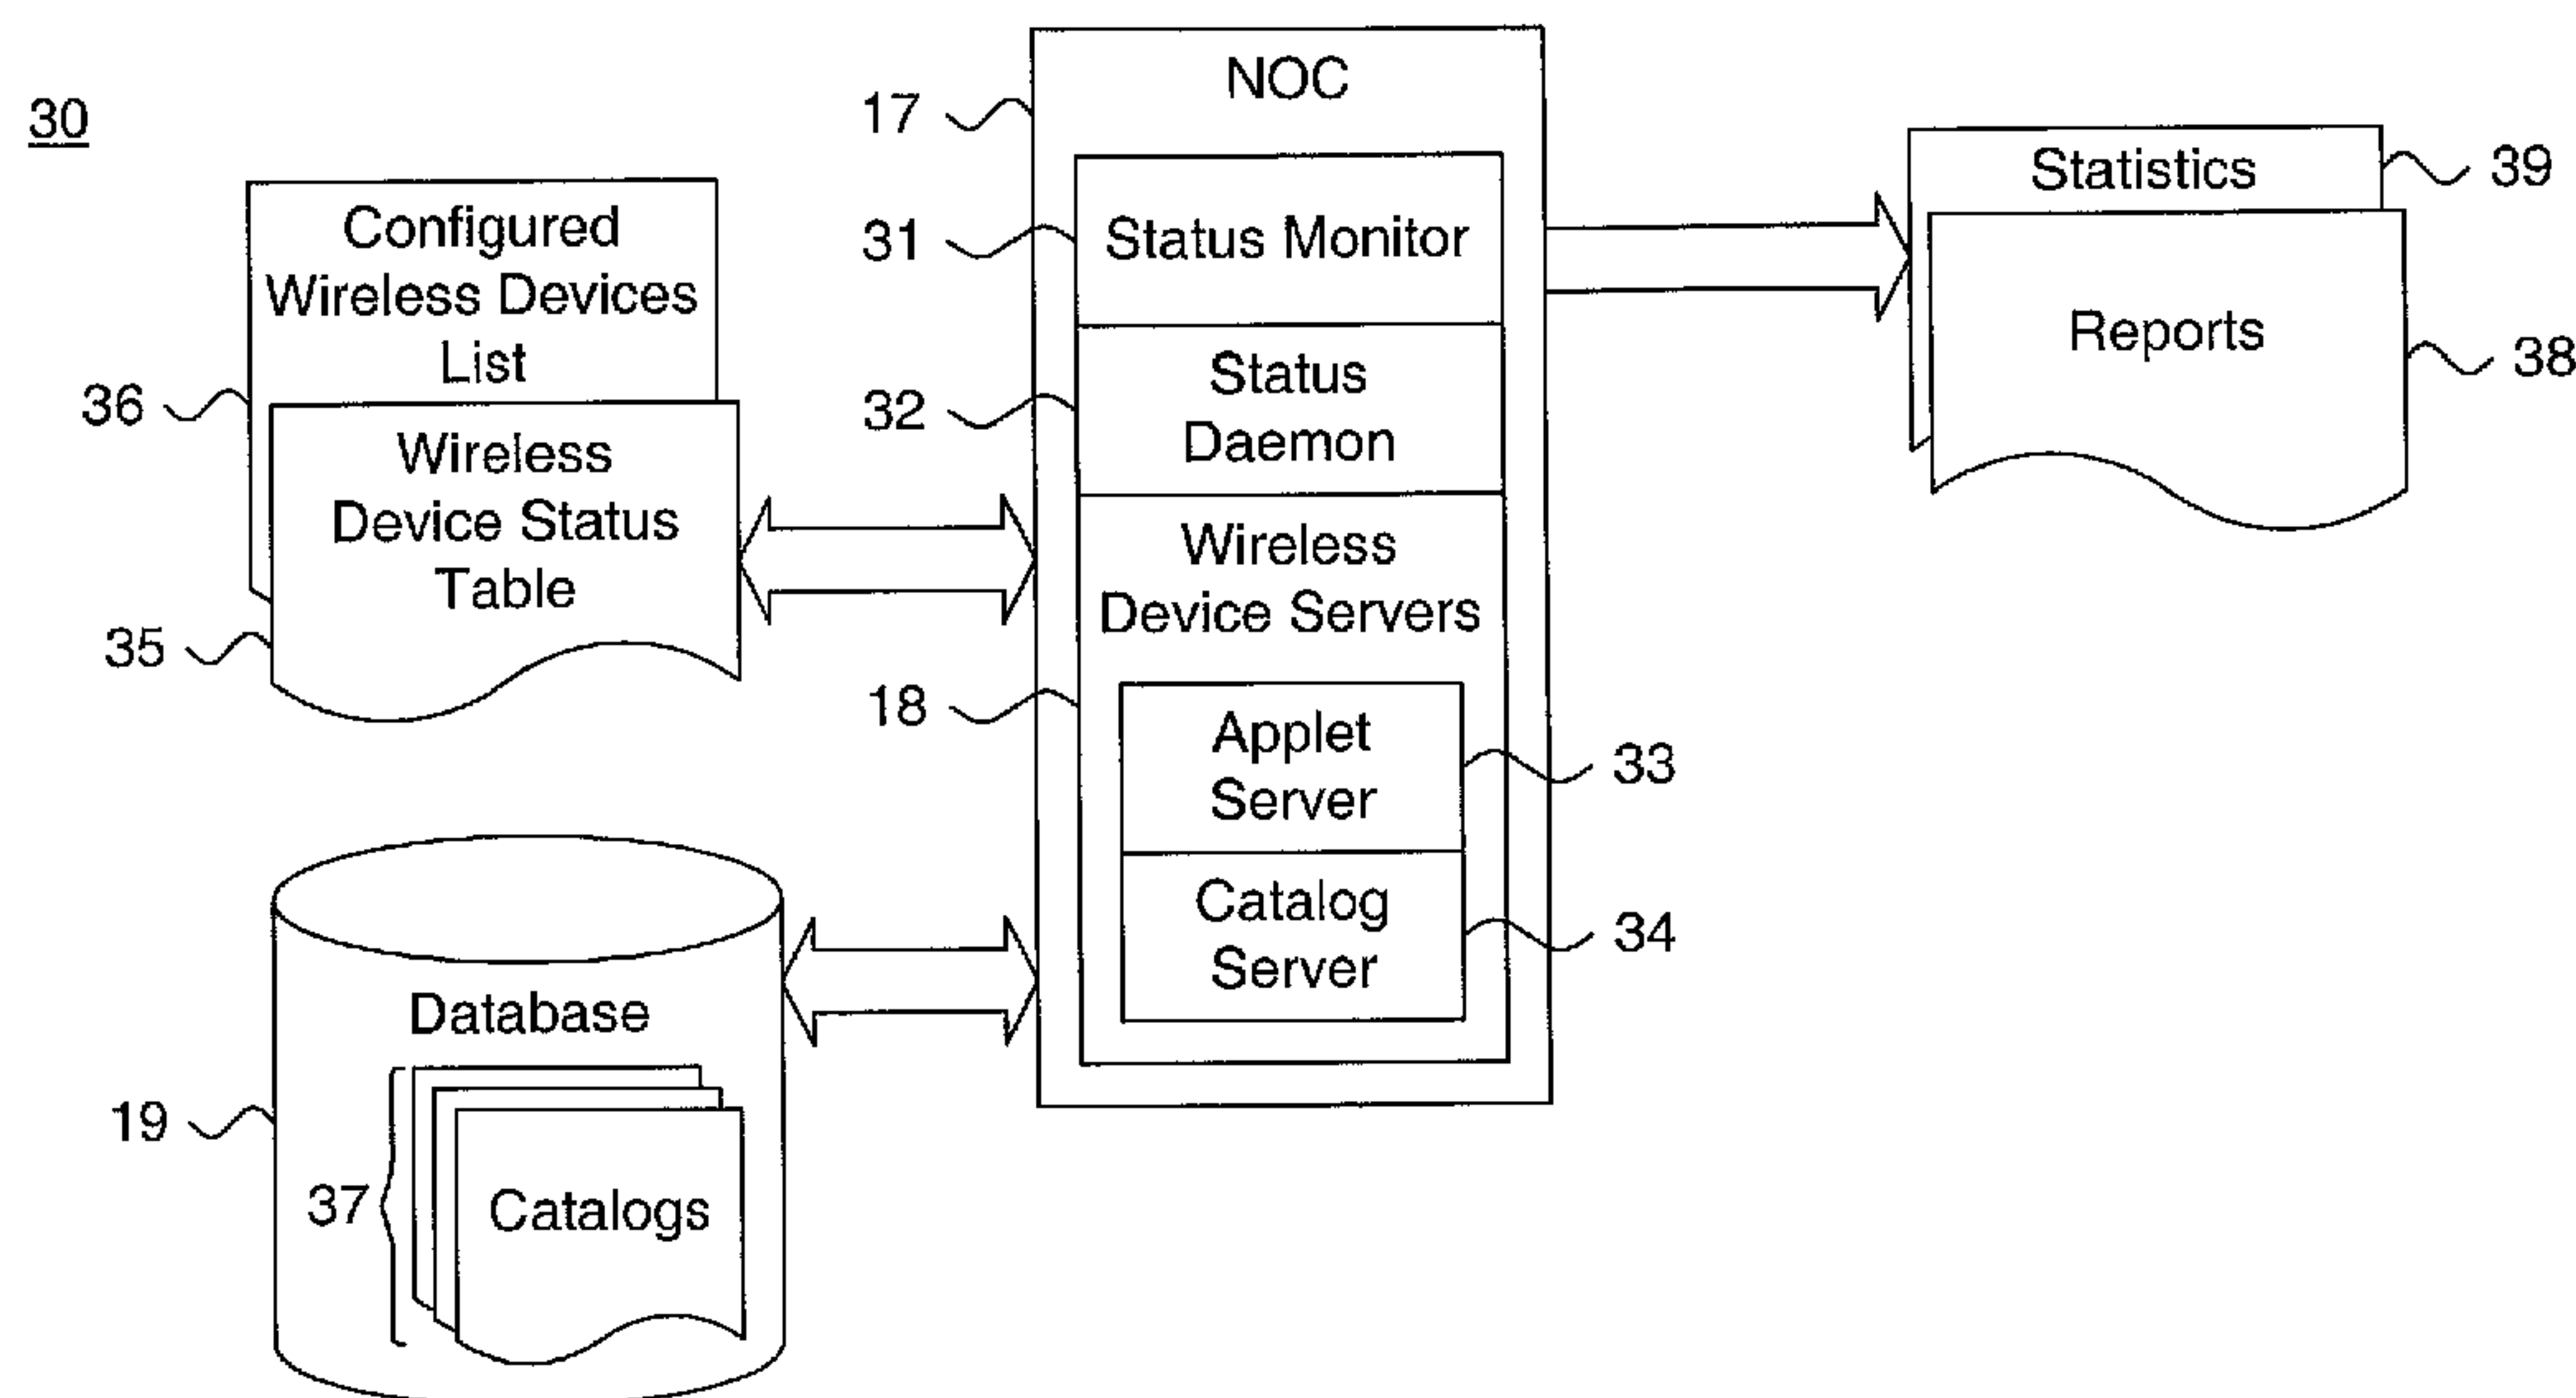 30
NOC
17
Statistics
39
Configured
Wireless Devices
List
36
31
Status Monitor
Reports
38
32
Status
Daemon
Wireless
Device Status
Table
35
Wireless
Device Servers
18
Applet
Server
33
Catalog
Server
34
Database
19
37
Catalogs